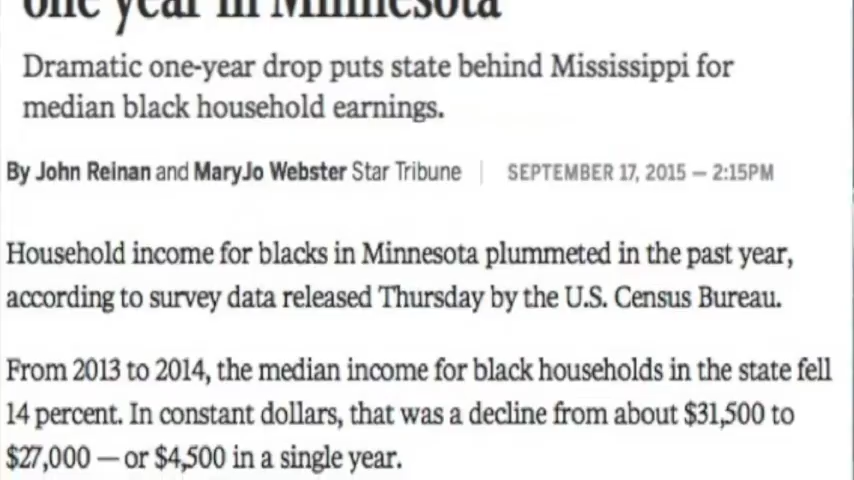 one year in Minnesota
Dramatic one-year drop puts state behind Mississippi for
median black household earnings.
By John Reinan and MaryJo Webster Star Tribune | SEPTEMBER 17, 2015 — 2:15PM
Household income for blacks in Minnesota plummeted in the past year,
according to survey data released Thursday by the U.S. Census Bureau.
From 2013 to 2014, the median income for black households in the state fell
14 percent. In constant dollars, that was a decline from about $31,500 to
$27,000 — or $4,500 in a single year.